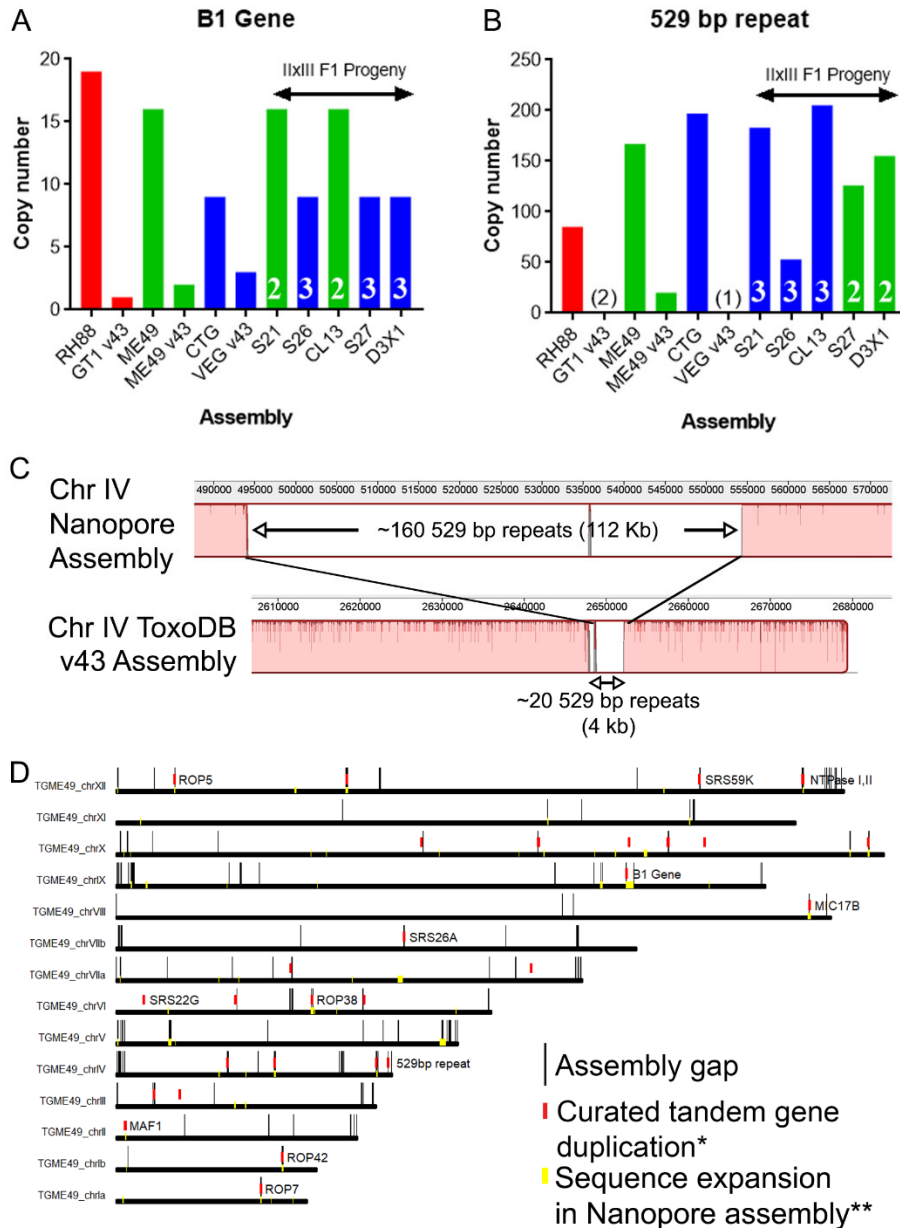 A
B1 Gene
IIxIII F1 Progeny
Copy number
20
15
10
5
0
2
3
2
3
3
RH88
GT1 v43
ME49
ME49 v43
CTG
VEG v43
S21
S26
CL13
S27
D3X1
Assembly
B
529 bp repeat
IIxIII F1 Progeny
Copy number
250
200
150
100
50
0
(2)
(1)
3
3
3
2
2
RH88
GT1 v43
ME49
ME49 v43
CTG
VEG v43
S21
S26
CL13
S27
D3X1
Assembly
C
Chr IV
Nanopore
Assembly
490000 495000 500000 505000 510000 515000 520000 525000 530000 535000 540000 545000 550000 555000 560000 565000 570000
~160 529 bp repeats (112 Kb)
Chr IV ToxoDB
v43 Assembly
2610000 2620000 2630000 2640000 2650000 2660000 2670000 2680000
~20 529 bp repeats
(4 kb)
D
TGME49_chrXII ROP5 SRS59K NTPase I,II
TGME49_chrXI
TGME49_chrX
TGME49_chrIX B1 Gene
TGME49_chrVIII MIC17B
TGME49_chrVIIb SRS26A
TGME49_chrVIIa
TGME49_chrVI SRS22G ROP38
TGME49_chrV
TGME49_chrIV 529bp repeat
TGME49_chrIII
TGME49_chrII MAF1
TGME49_chrIb ROP42
TGME49_chrIa ROP7
Assembly gap
Curated tandem gene
duplication*
Sequence expansion
in Nanopore assembly**